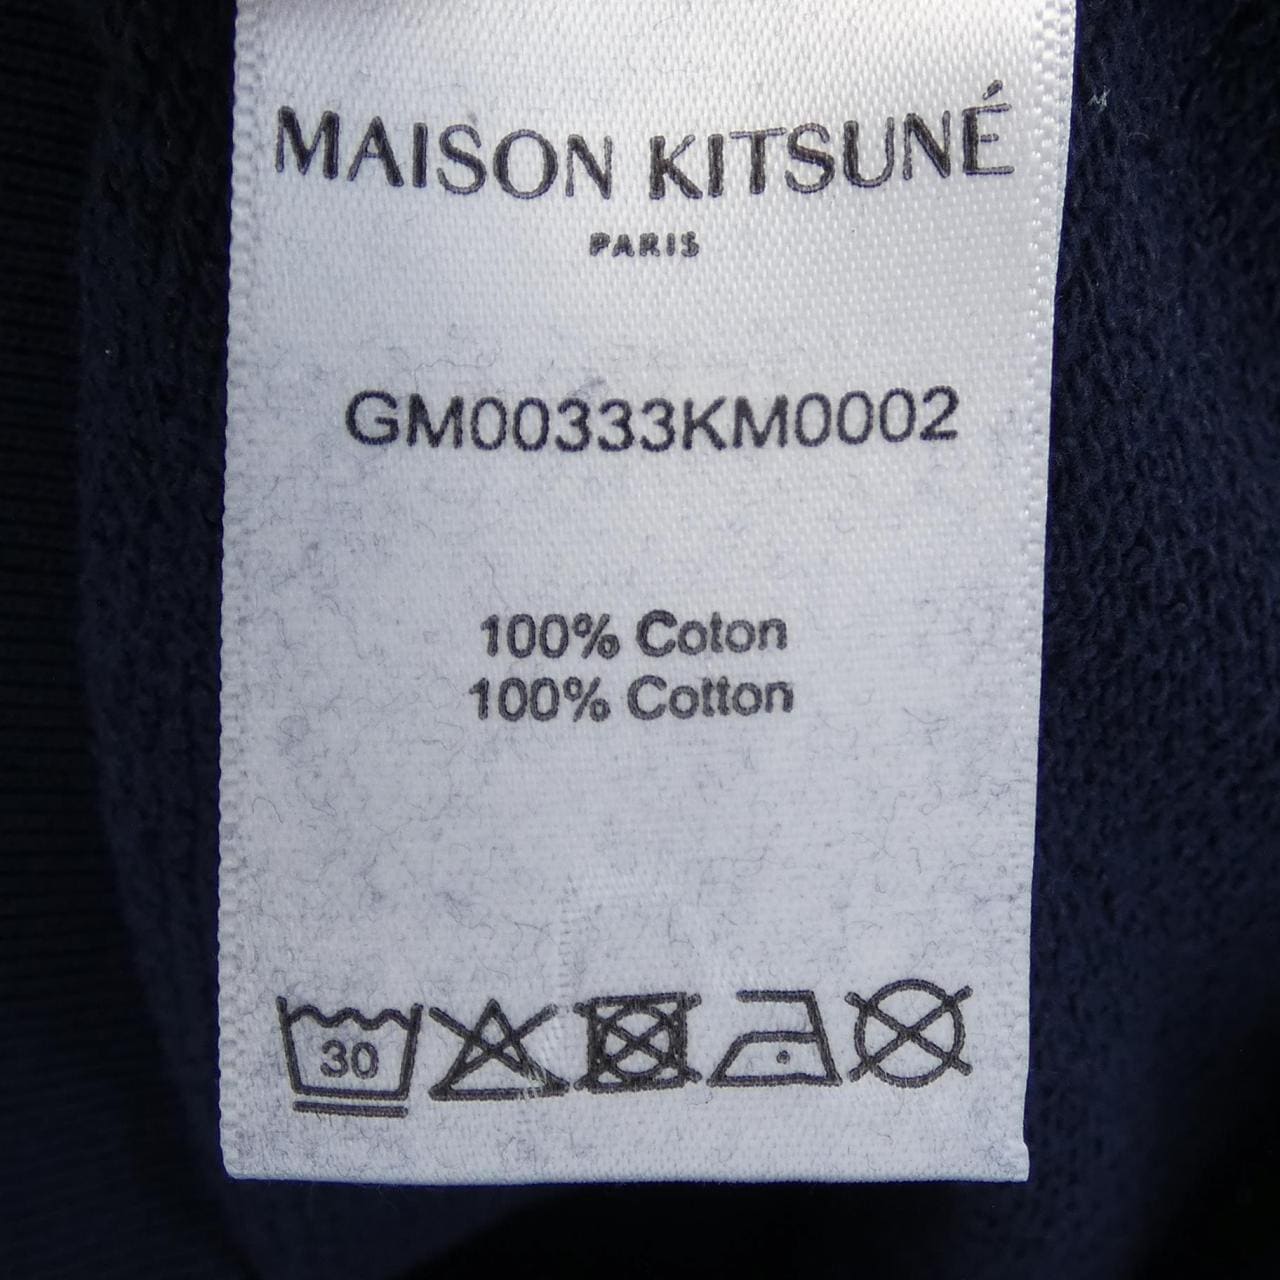 MAISON KITSUNÉ
PARIS
GM00333KM0002
100% Coton
100% Cotton
30